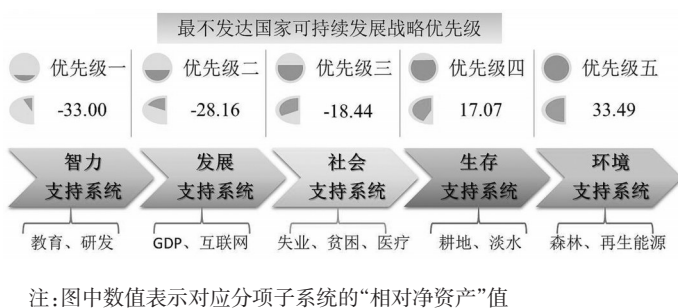 最不发达国家可持续发展战略优先级
优先级一 优先级二 优先级三 优先级四 优先级五
-33.00 -28.16 -18.44 17.07 33.49
智力 发展 社会 生存 环境
支持系统 支持系统 支持系统 支持系统 支持系统
教育、研发 GDP、互联网 失业、贫困、医疗 耕地、淡水 森林、再生能源
注:图中数值表示对应分项子系统的“相对净资产”值